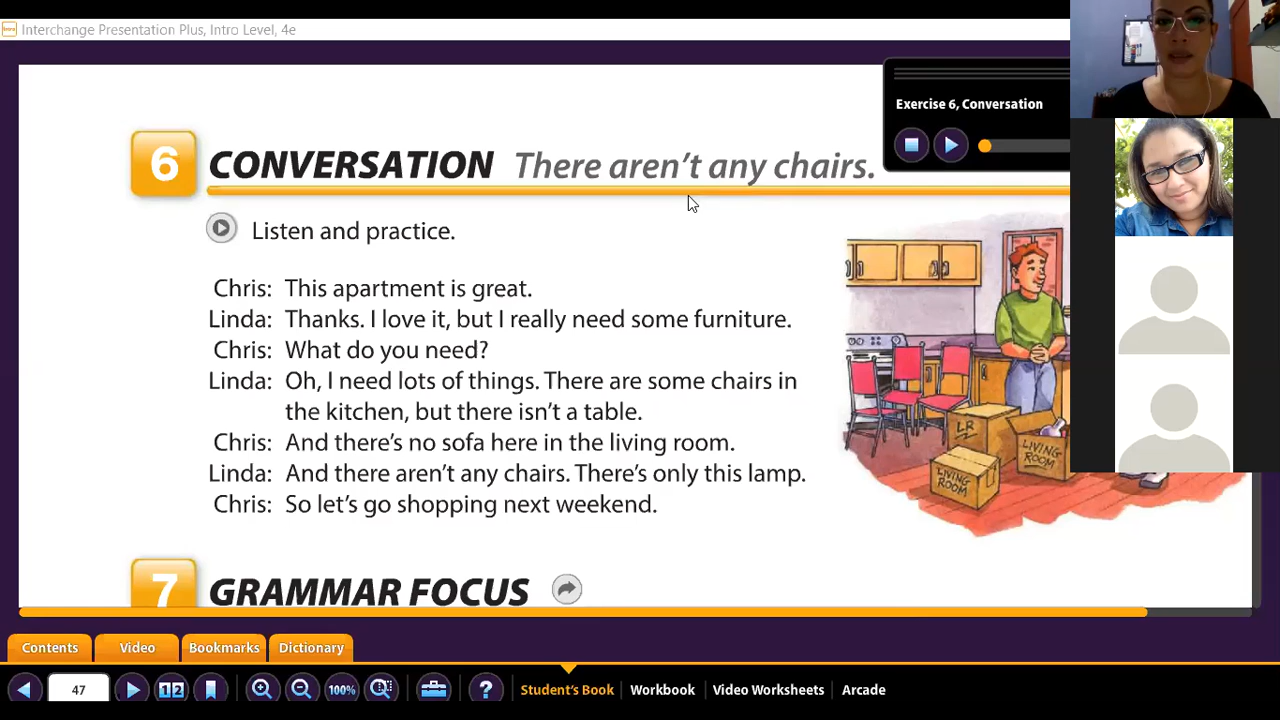 Interchange Presentation Plus, Intro Level, 4e
Exercise 6, Conversation
6 CONVERSATION There aren't any chairs.
Listen and practice.
Chris: This apartment is great.
Linda: Thanks. I love it, but I really need some furniture.
Chris: What do you need?
Linda: Oh, I need lots of things. There are some chairs in
the kitchen, but there isn't a table.
Chris: And there's no sofa here in the living room.
Linda: And there aren't any chairs. There's only this lamp.
Chris: So let's go shopping next weekend.
LR
LIVING
ROOM
LIVING
ROOM
7 GRAMMAR FOCUS
Contents Video Bookmarks Dictionary
47 12 100% ? Student's Book Workbook Video Worksheets Arcade